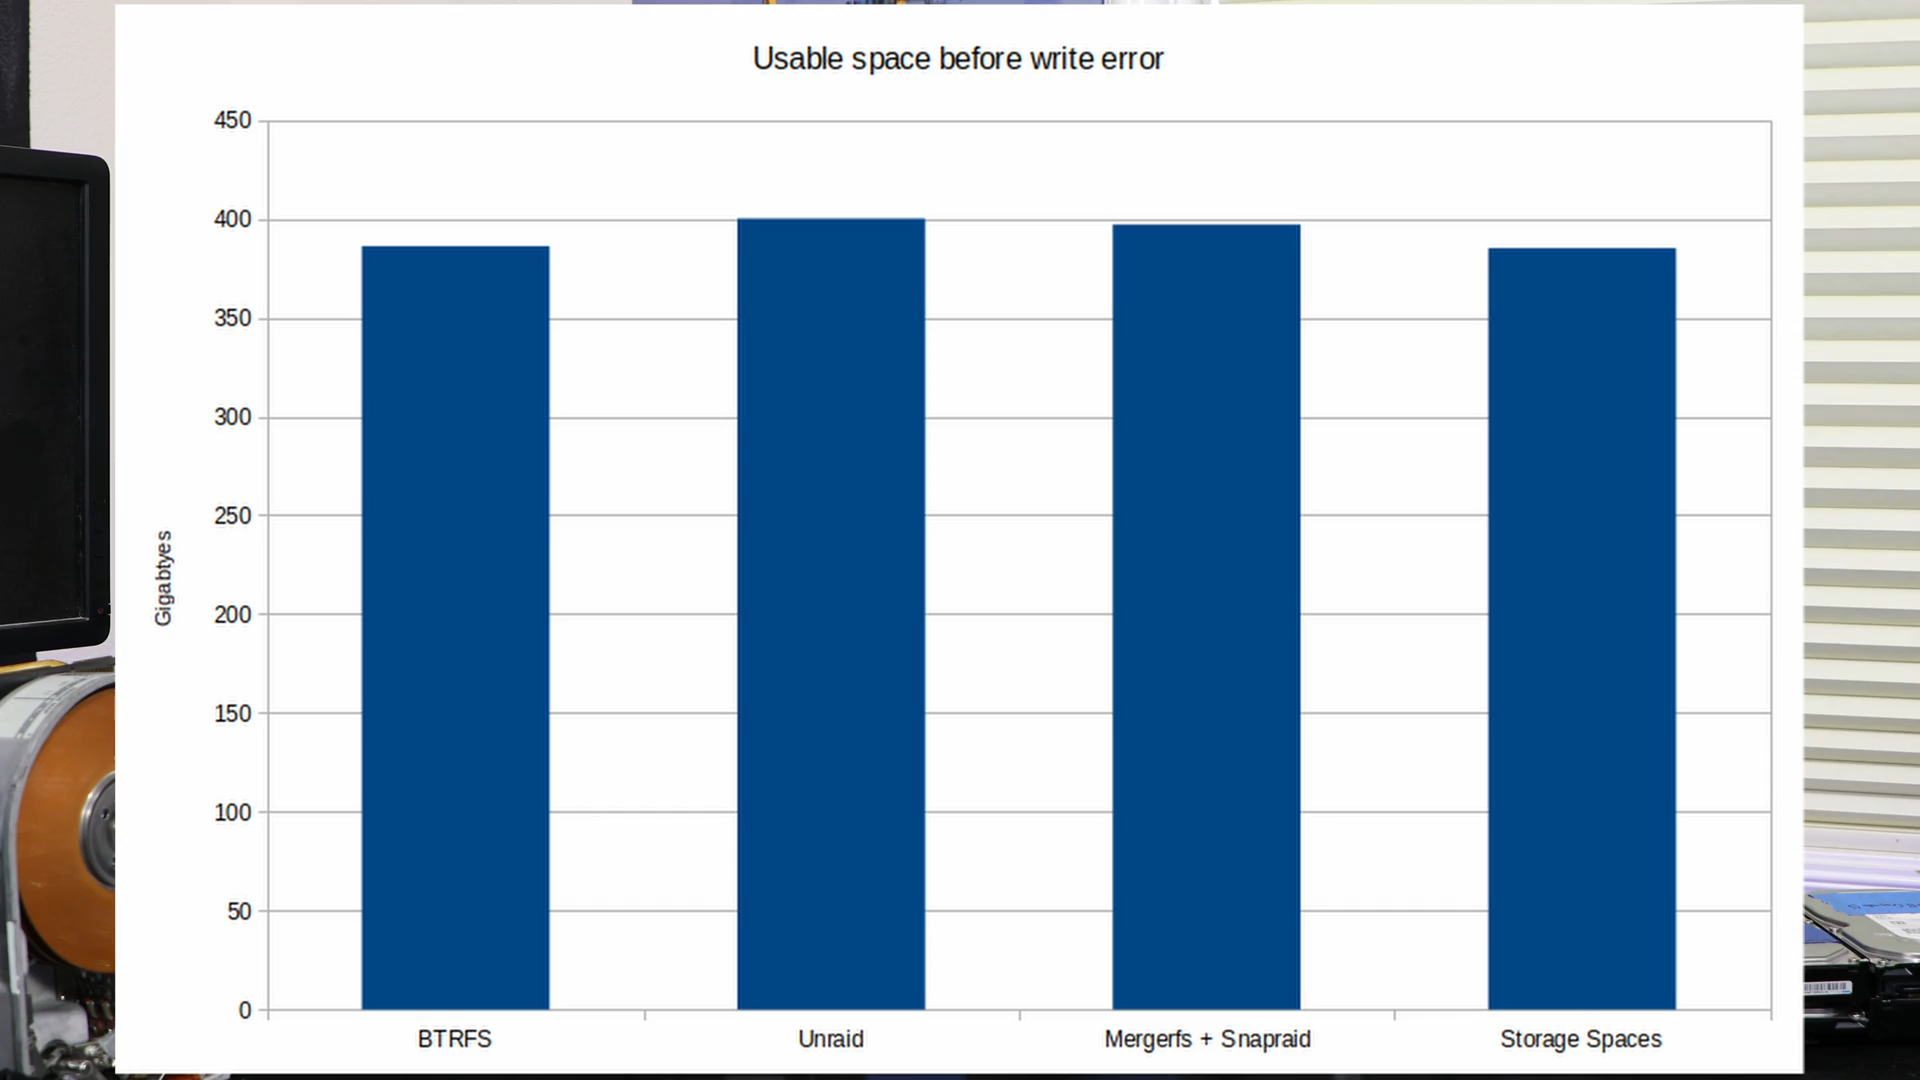 Usable space before write error
450
400
350
300
250
200
150
100
50
0
Gigabtyes
BTRFS
Unraid
Mergerfs + Snapraid
Storage Spaces